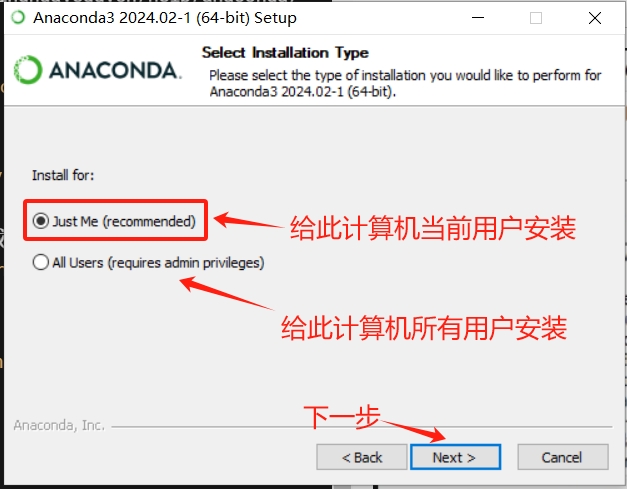 Anaconda3 2024.02-1 (64-bit) Setup
ANACONDA.
Select Installation Type
Please select the type of installation you would like to perform for
Anaconda3 2024.02-1 (64-bit).
Install for:
Just Me (recommended)
给此计算机当前用户安装
All Users (requires admin privileges)
给此计算机所有用户安装
下一步
Anaconda, Inc.
< Back
Next >
Cancel